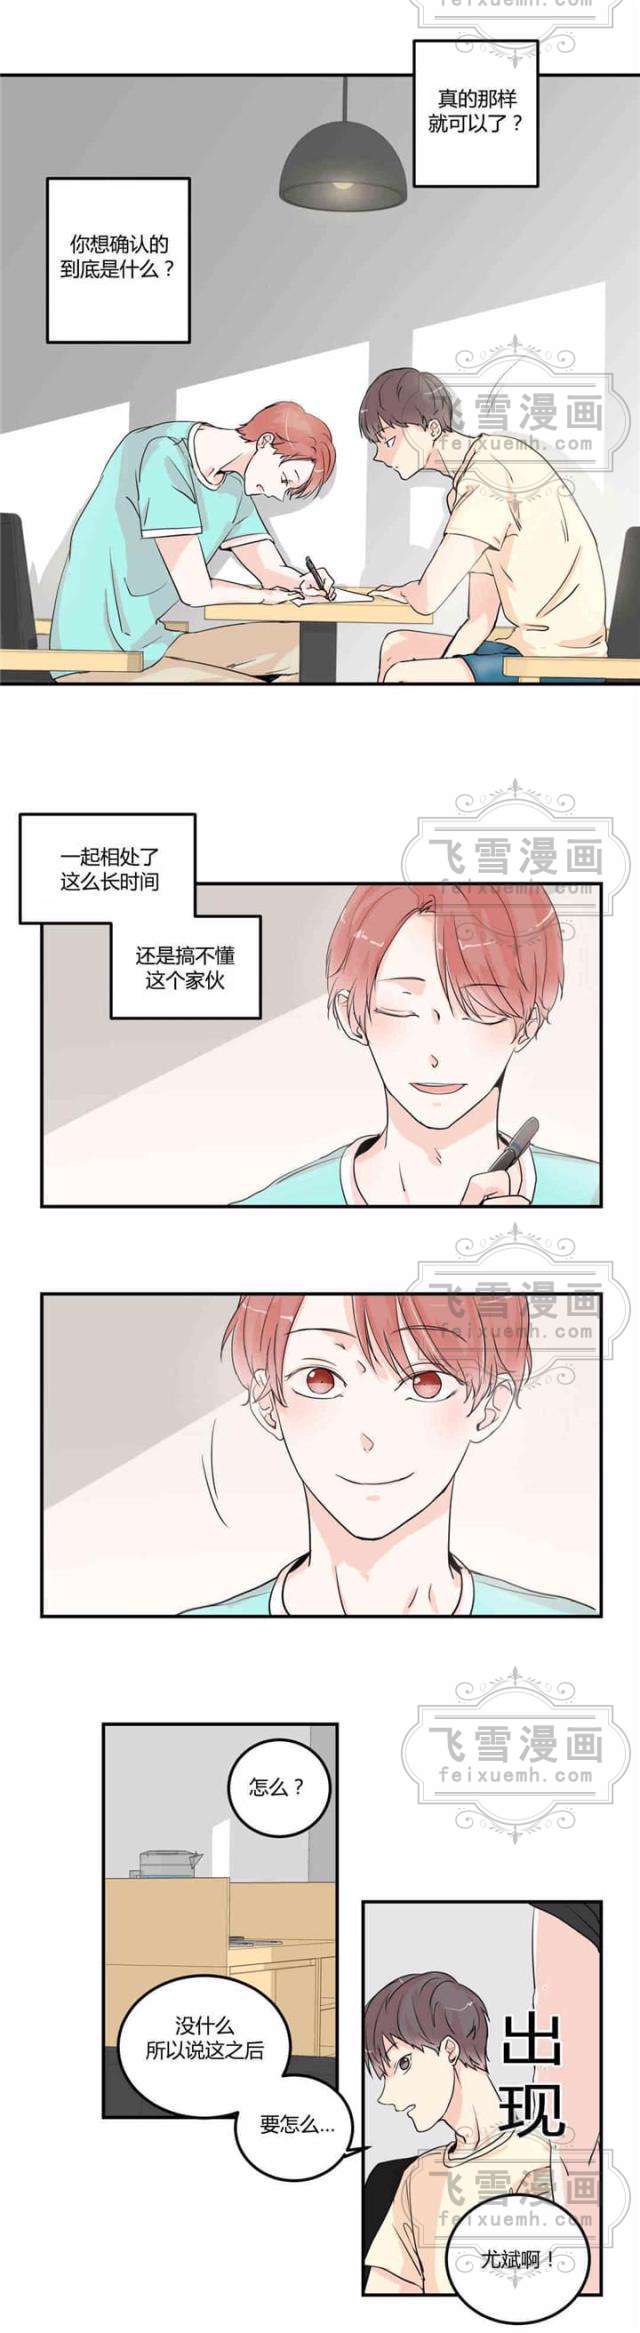 飞雪漫画
feixuemh.com
真的那样
就可以了？
你想确认的
到底是什么？
飞雪漫画
feixuemh.com
飞雪漫画
feixuemh.com
一起相处了
这么长时间
还是搞不懂
这个家伙
飞雪漫画
feixuemh.com
飞雪漫画
feixuemh.com
怎么？
没什么
所以说这之后
要怎么...
出现
飞雪漫画
feixuemh.com
尤斌啊！